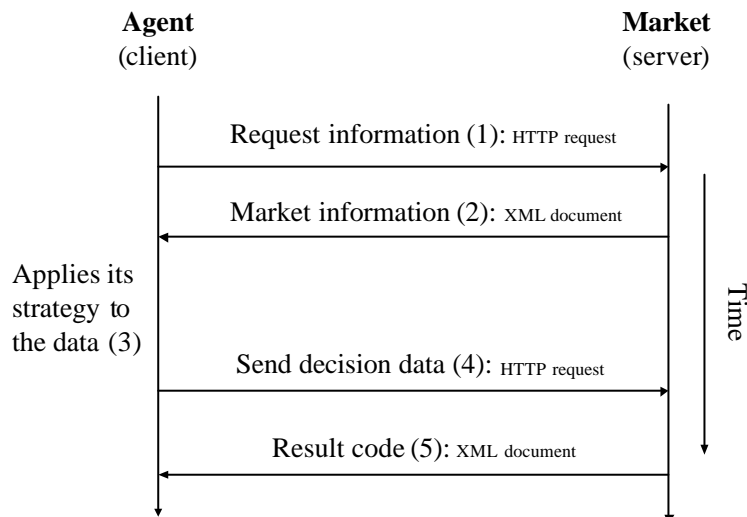 Agent
(client)
Market
(server)
Request information (1): HTTP request
Market information (2): XML document
Applies its
strategy to
the data (3)
Time
Send decision data (4): HTTP request
Result code (5): XML document